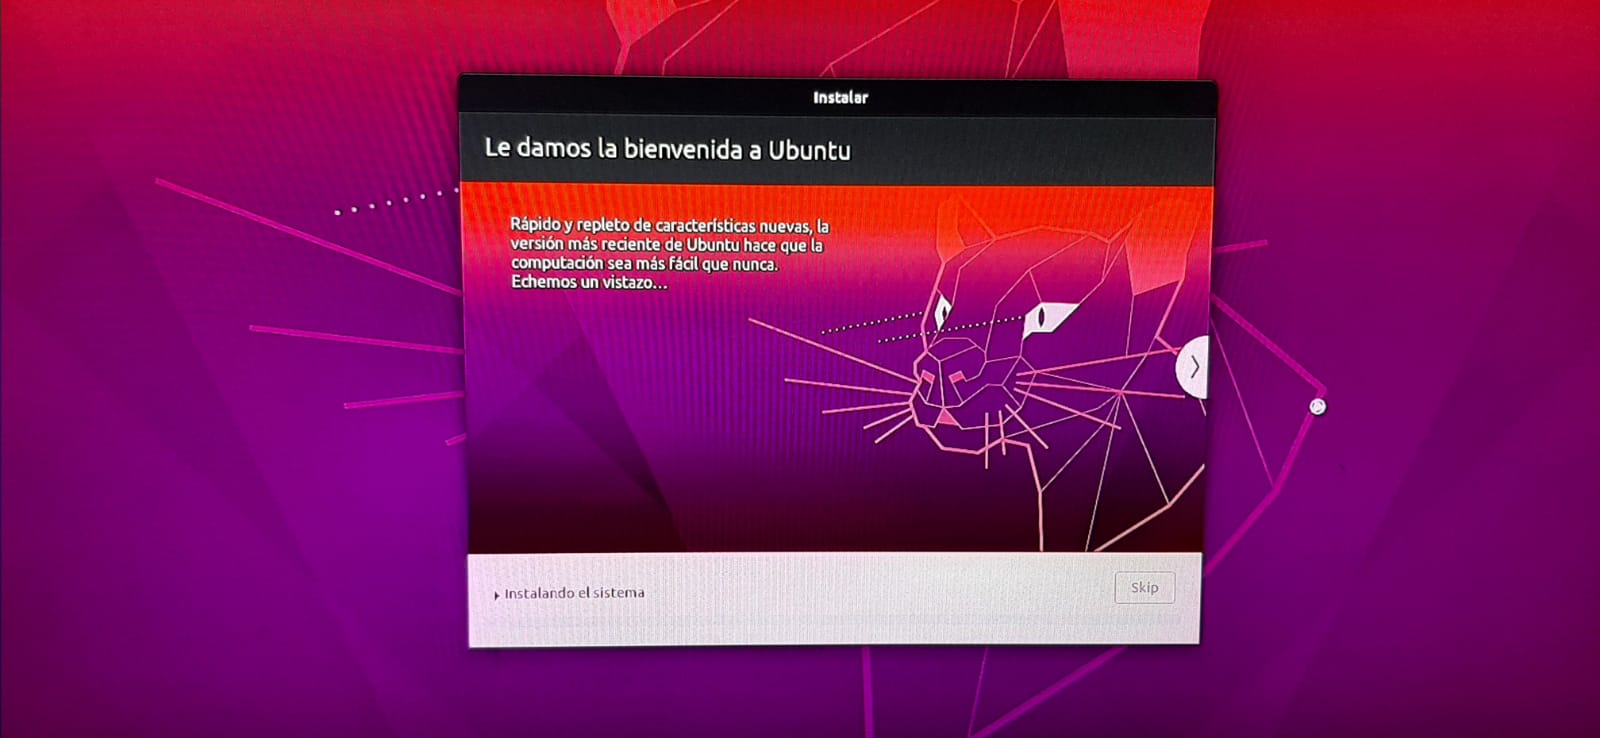 Instalar
Le damos la bienvenida a Ubuntu
Rápido y repleto de características nuevas, la
versión más reciente de Ubuntu hace que la
computación sea más fácil que nunca.
Echemos un vistazo...
Instalando el sistema
Skip